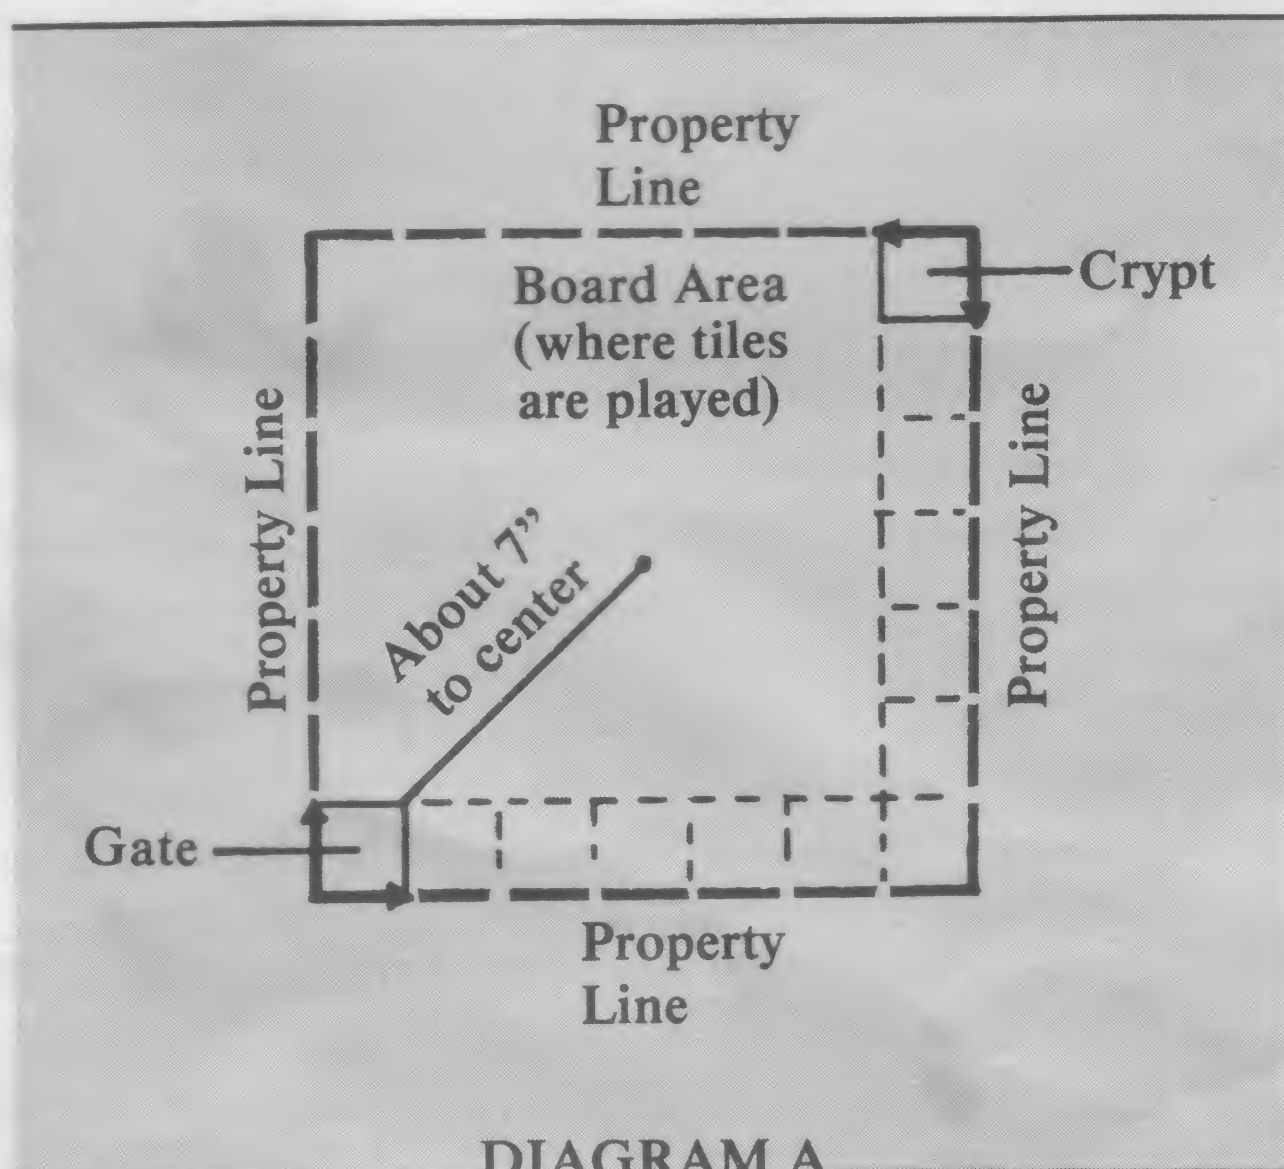 Property
Line
Board Area
(where tiles
are played)
Crypt
Property Line
Property Line
About 7”
to center
Gate
Property
Line
DIAGRAM A